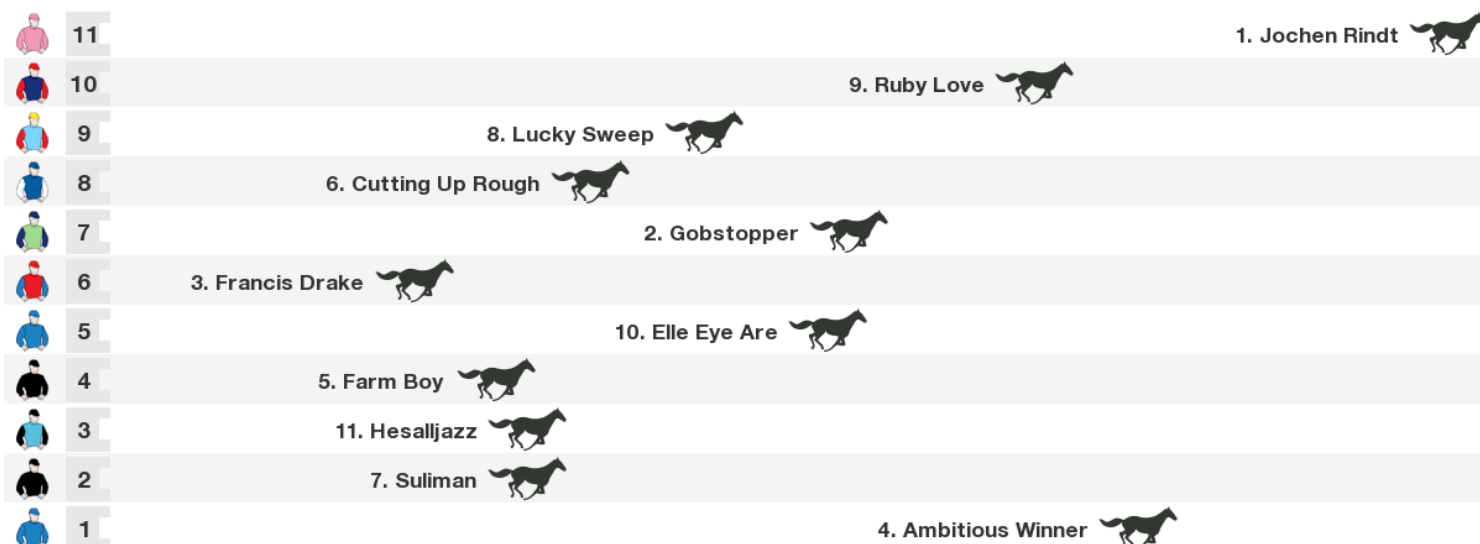 11 1. Jochen Rindt
10 9. Ruby Love
9 8. Lucky Sweep
8 6. Cutting Up Rough
7 2. Gobstopper
6 3. Francis Drake
5 10. Elle Eye Are
4 5. Farm Boy
3 11. Hesalljazz
2 7. Suliman
1 4. Ambitious Winner